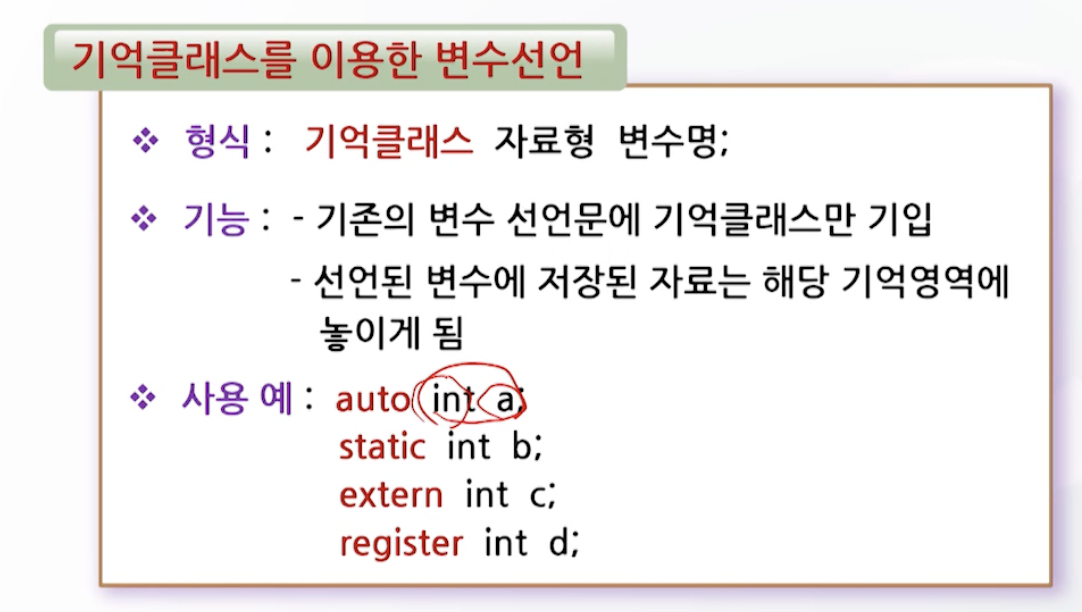 기억클래스를 이용한 변수선언
❖ 형식 : 기억클래스 자료형 변수명;
❖ 기능 : - 기존의 변수 선언문에 기억클래스만 기입
- 선언된 변수에 저장된 자료는 해당 기억영역에
놓이게 됨
❖ 사용 예 : auto int a;
static int b;
extern int c;
register int d;